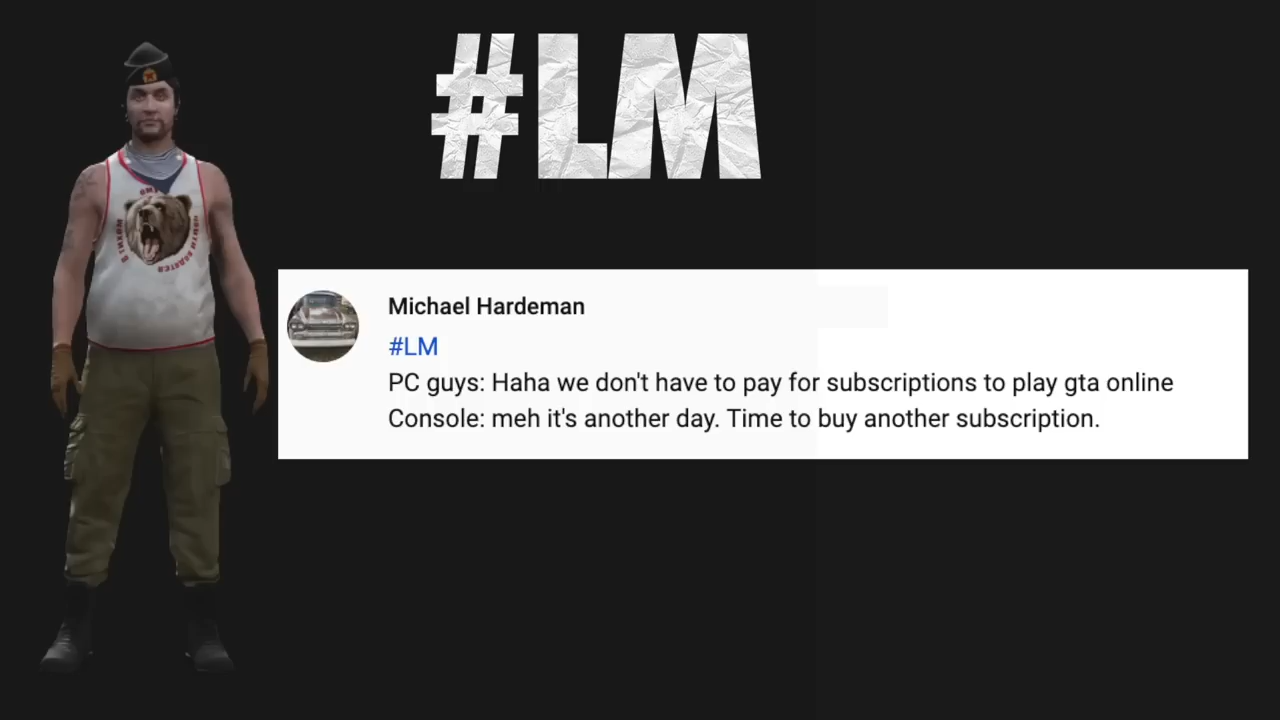 #LM
Michael Hardeman
#LM
PC guys: Haha we don't have to pay for subscriptions to play gta online
Console: meh it's another day. Time to buy another subscription.